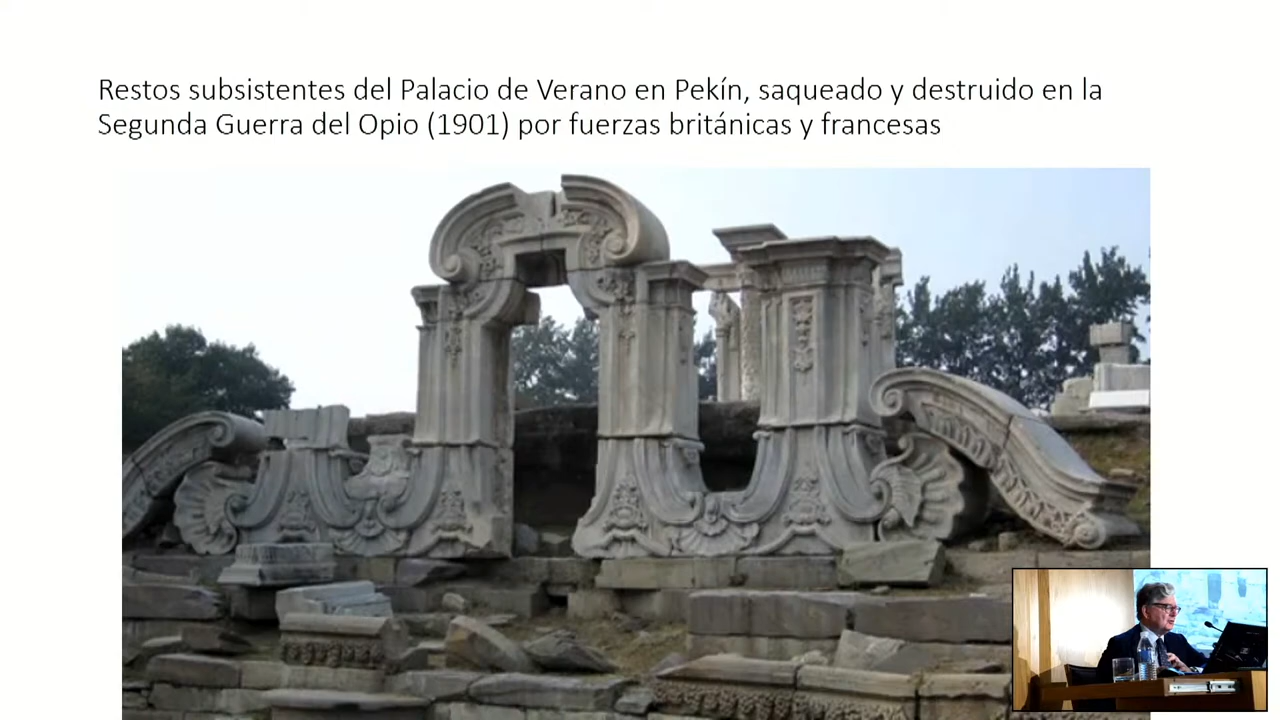 Restos subsistentes del Palacio de Verano en Pekín, saqueado y destruido en la
Segunda Guerra del Opio (1901) por fuerzas británicas y francesas